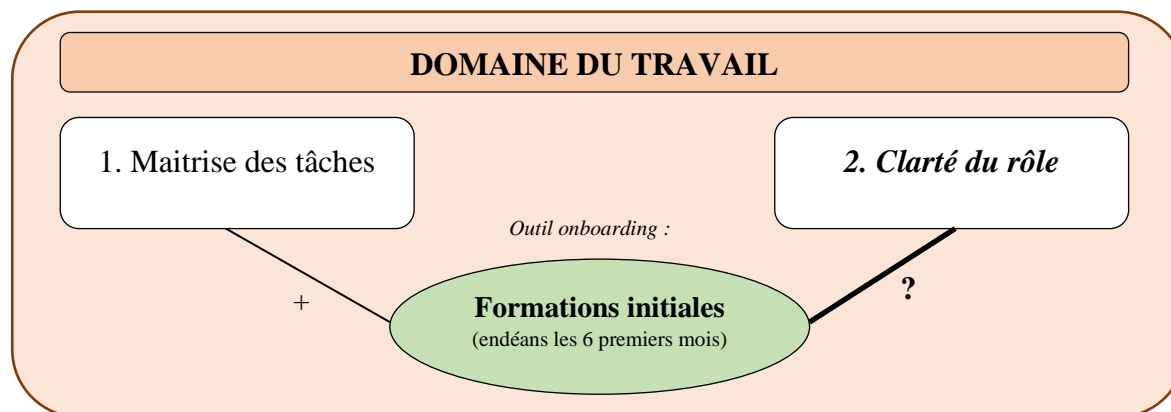 DOMAINE DU TRAVAIL
1. Maitrise des tâches
2. Clarté du rôle
Outil onboarding :
+
?
Formations initiales
(endéans les 6 premiers mois)